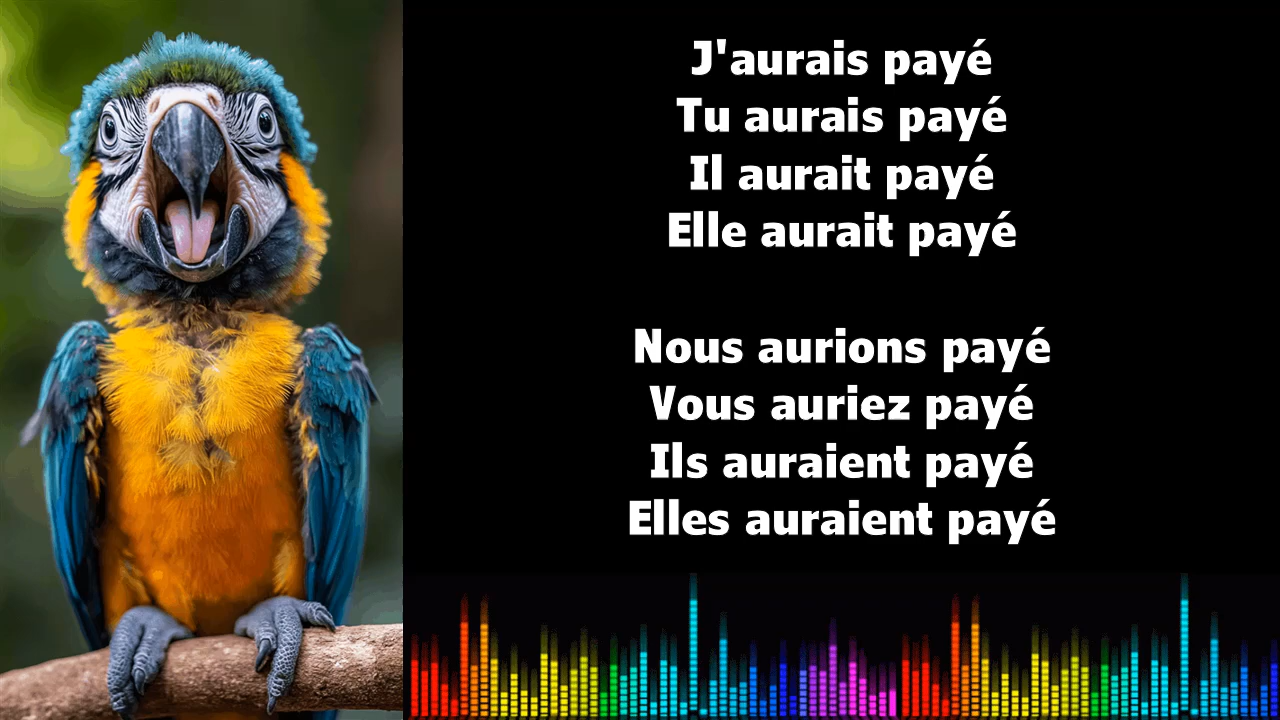 J'aurais payé
Tu aurais payé
Il aurait payé
Elle aurait payé
Nous aurions payé
Vous auriez payé
Ils auraient payé
Elles auraient payé